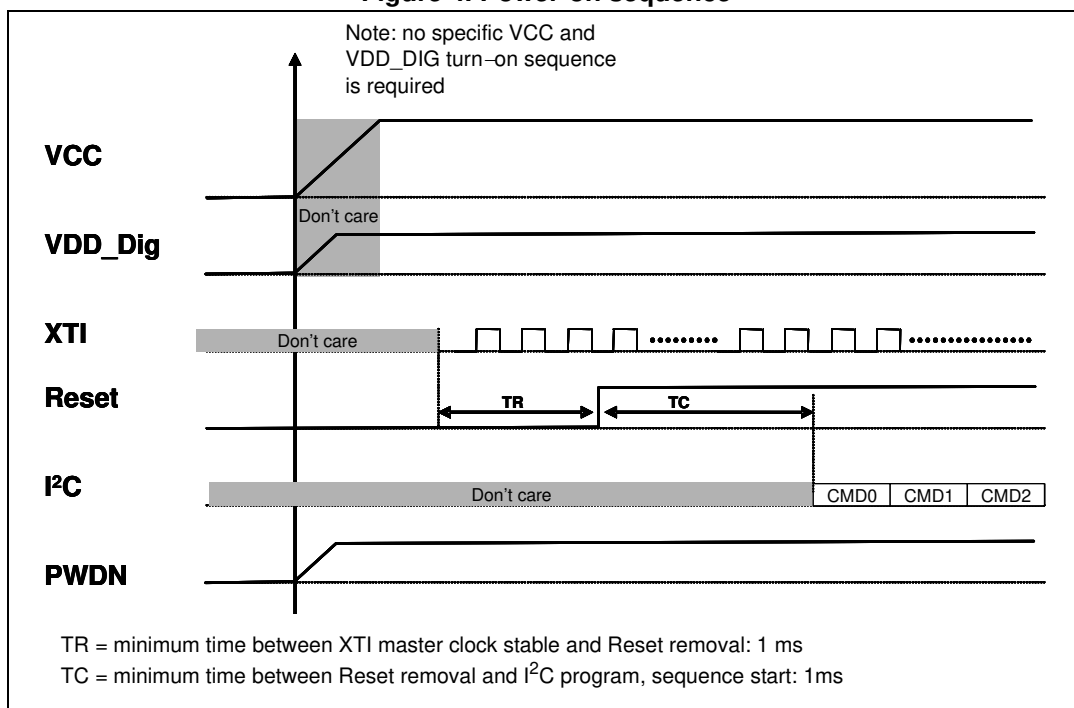 Note: no specific VCC and
VDD_DIG turn–on sequence
is required
VCC
Don't care
VDD_Dig
XTI
Don't care
Reset
TR
TC
I²C
Don't care
CMD0 CMD1 CMD2
PWDN
TR = minimum time between XTI master clock stable and Reset removal: 1 ms
TC = minimum time between Reset removal and I²C program, sequence start: 1ms